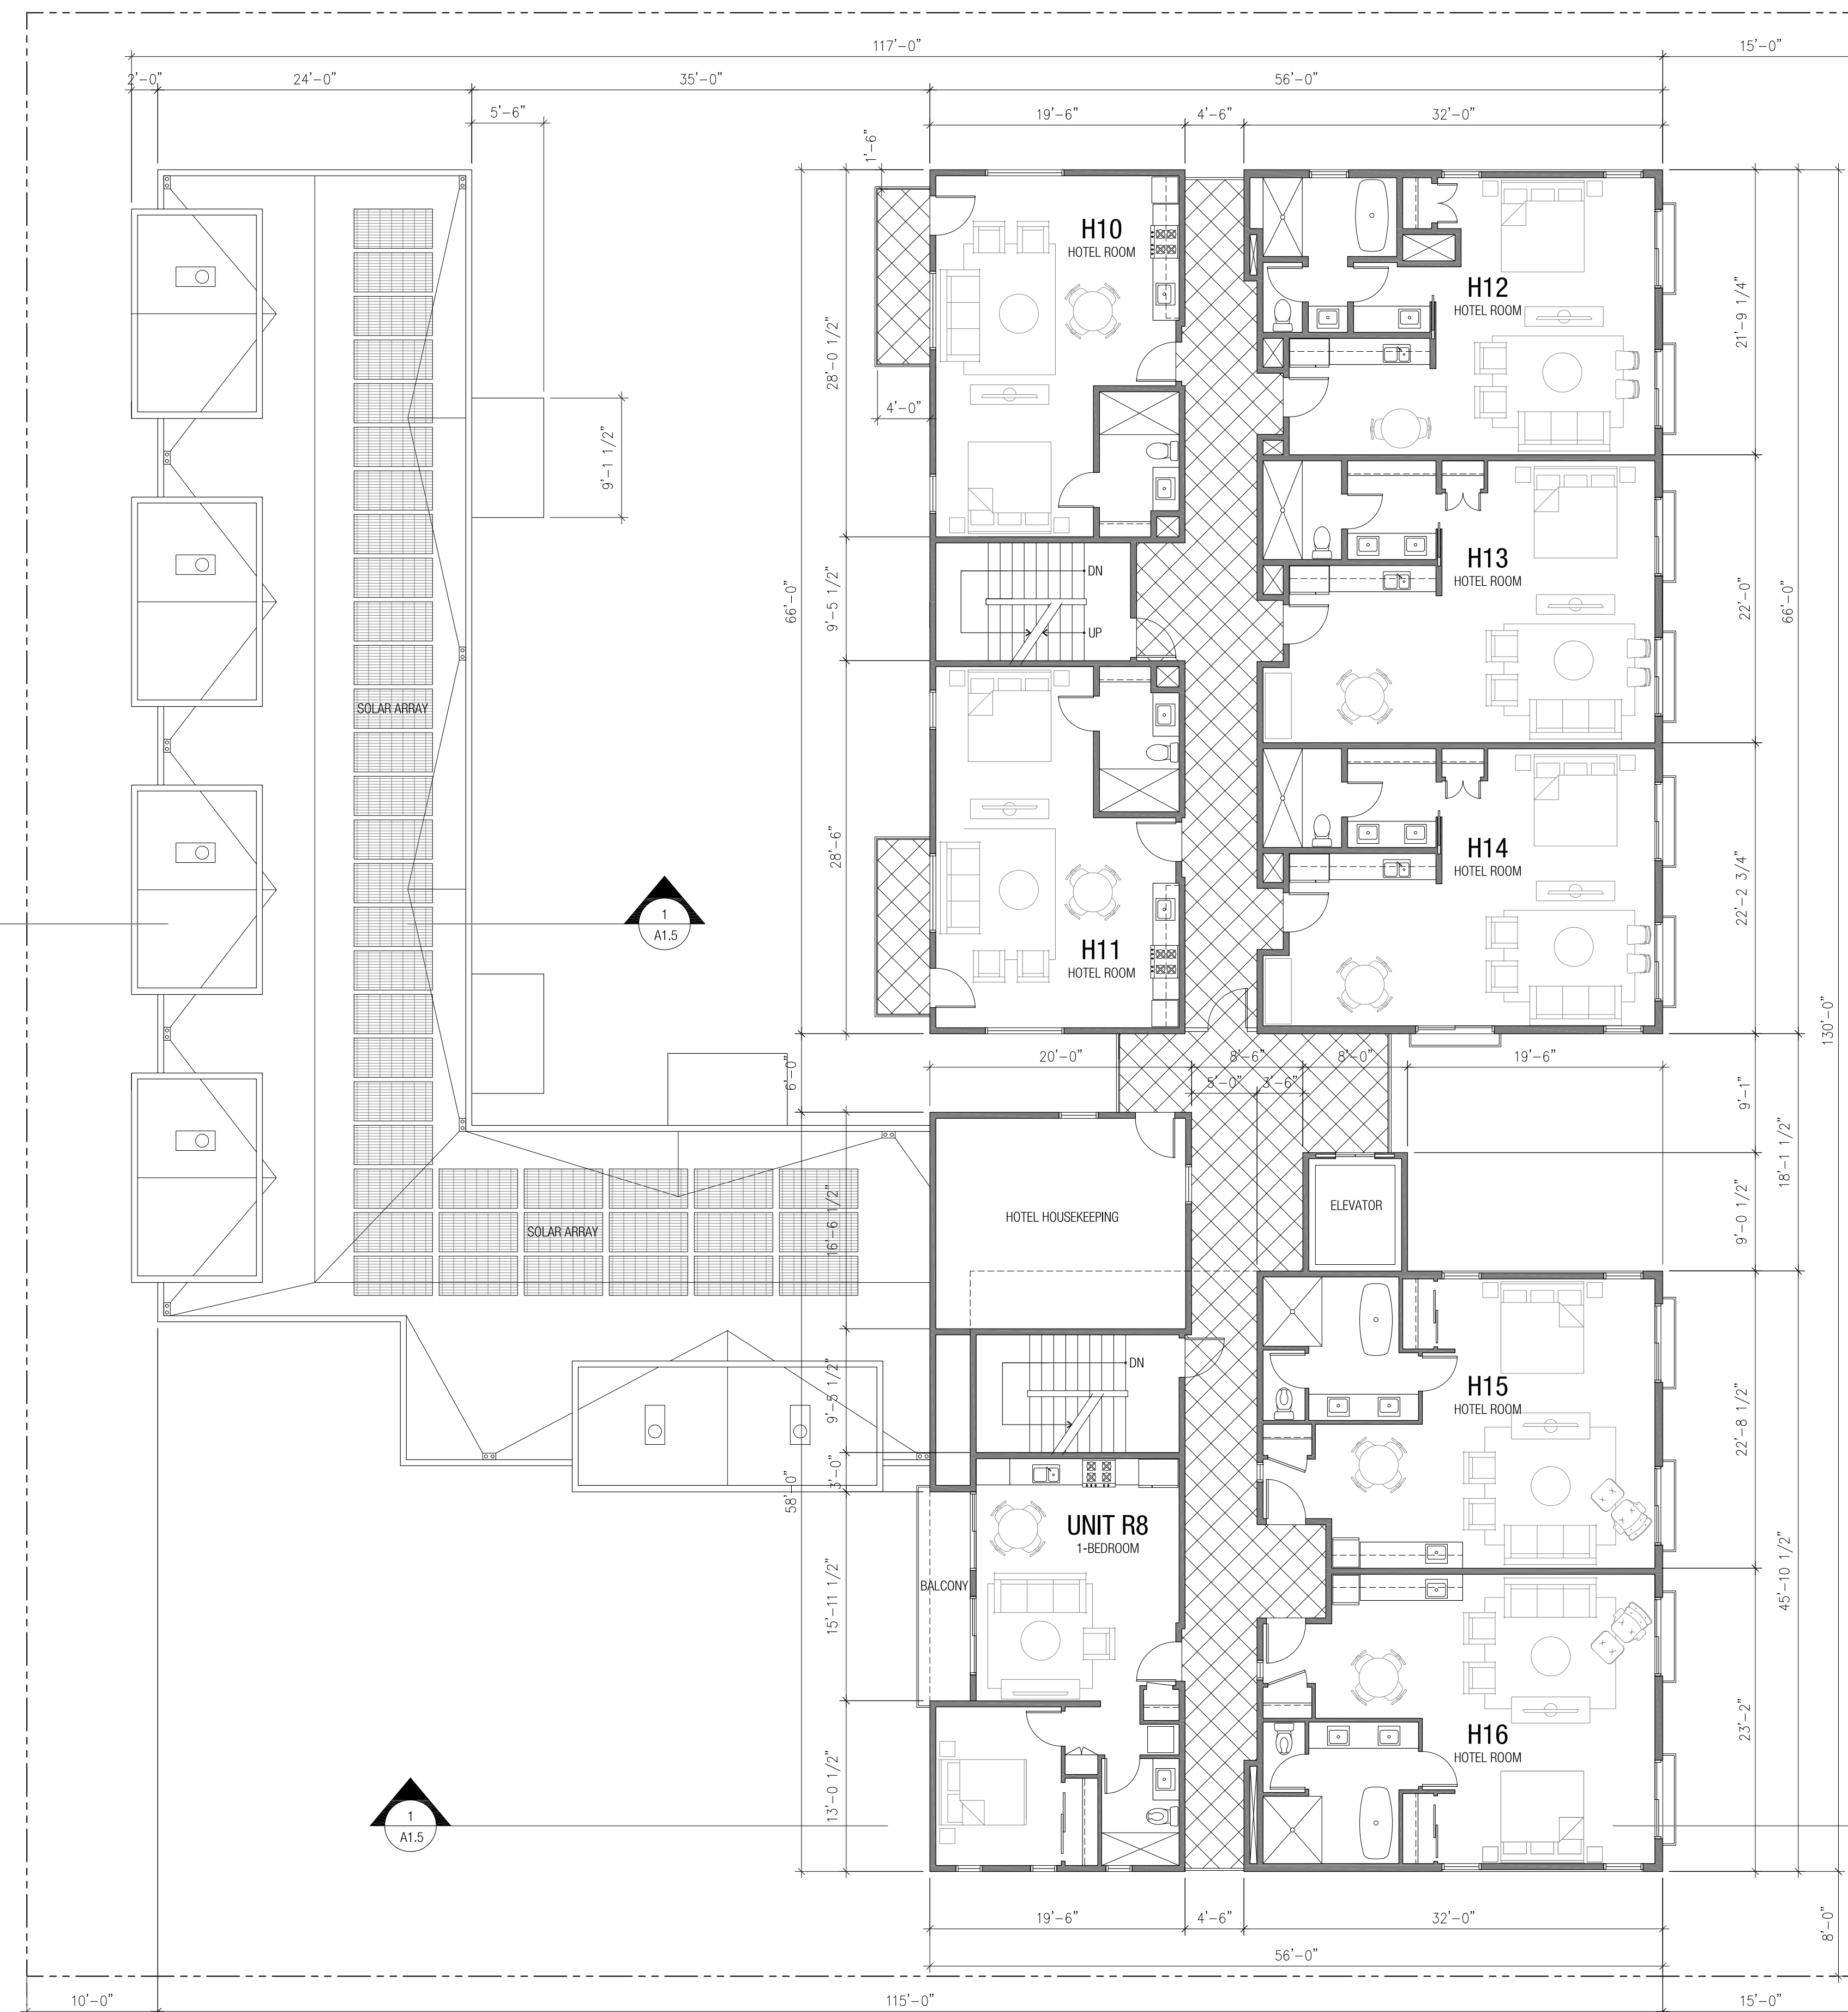 117'-0"
15'-0"
2'-0"
24'-0"
35'-0"
56'-0"
5'-6"
19'-6"
4'-6"
32'-0"
1'-6"
H10
HOTEL ROOM
H12
HOTEL ROOM
21'-9 1/4"
28'-0 1/2"
4'-0"
9'-1 1/2"
H13
HOTEL ROOM
DN
UP
66'-0"
9'-5 1/2"
22'-0"
66'-0"
SOLAR ARRAY
H14
HOTEL ROOM
28'-6"
22'-2 3/4"
1
A1.5
H11
HOTEL ROOM
130'-0"
6'-0"
20'-0"
8'-6"
8'-0"
19'-6"
5'-0"
3'-6"
9'-1"
18'-1 1/2"
ELEVATOR
HOTEL HOUSEKEEPING
SOLAR ARRAY
16'-6 1/2"
9'-0 1/2"
DN
9'-5 1/2"
H15
HOTEL ROOM
22'-8 1/2"
3'-0"
58'-0"
UNIT R8
1-BEDROOM
BALCONY
15'-11 1/2"
45'-10 1/2"
H16
HOTEL ROOM
23'-2"
13'-0 1/2"
1
A1.5
19'-6"
4'-6"
32'-0"
8'-0"
56'-0"
10'-0"
115'-0"
15'-0"